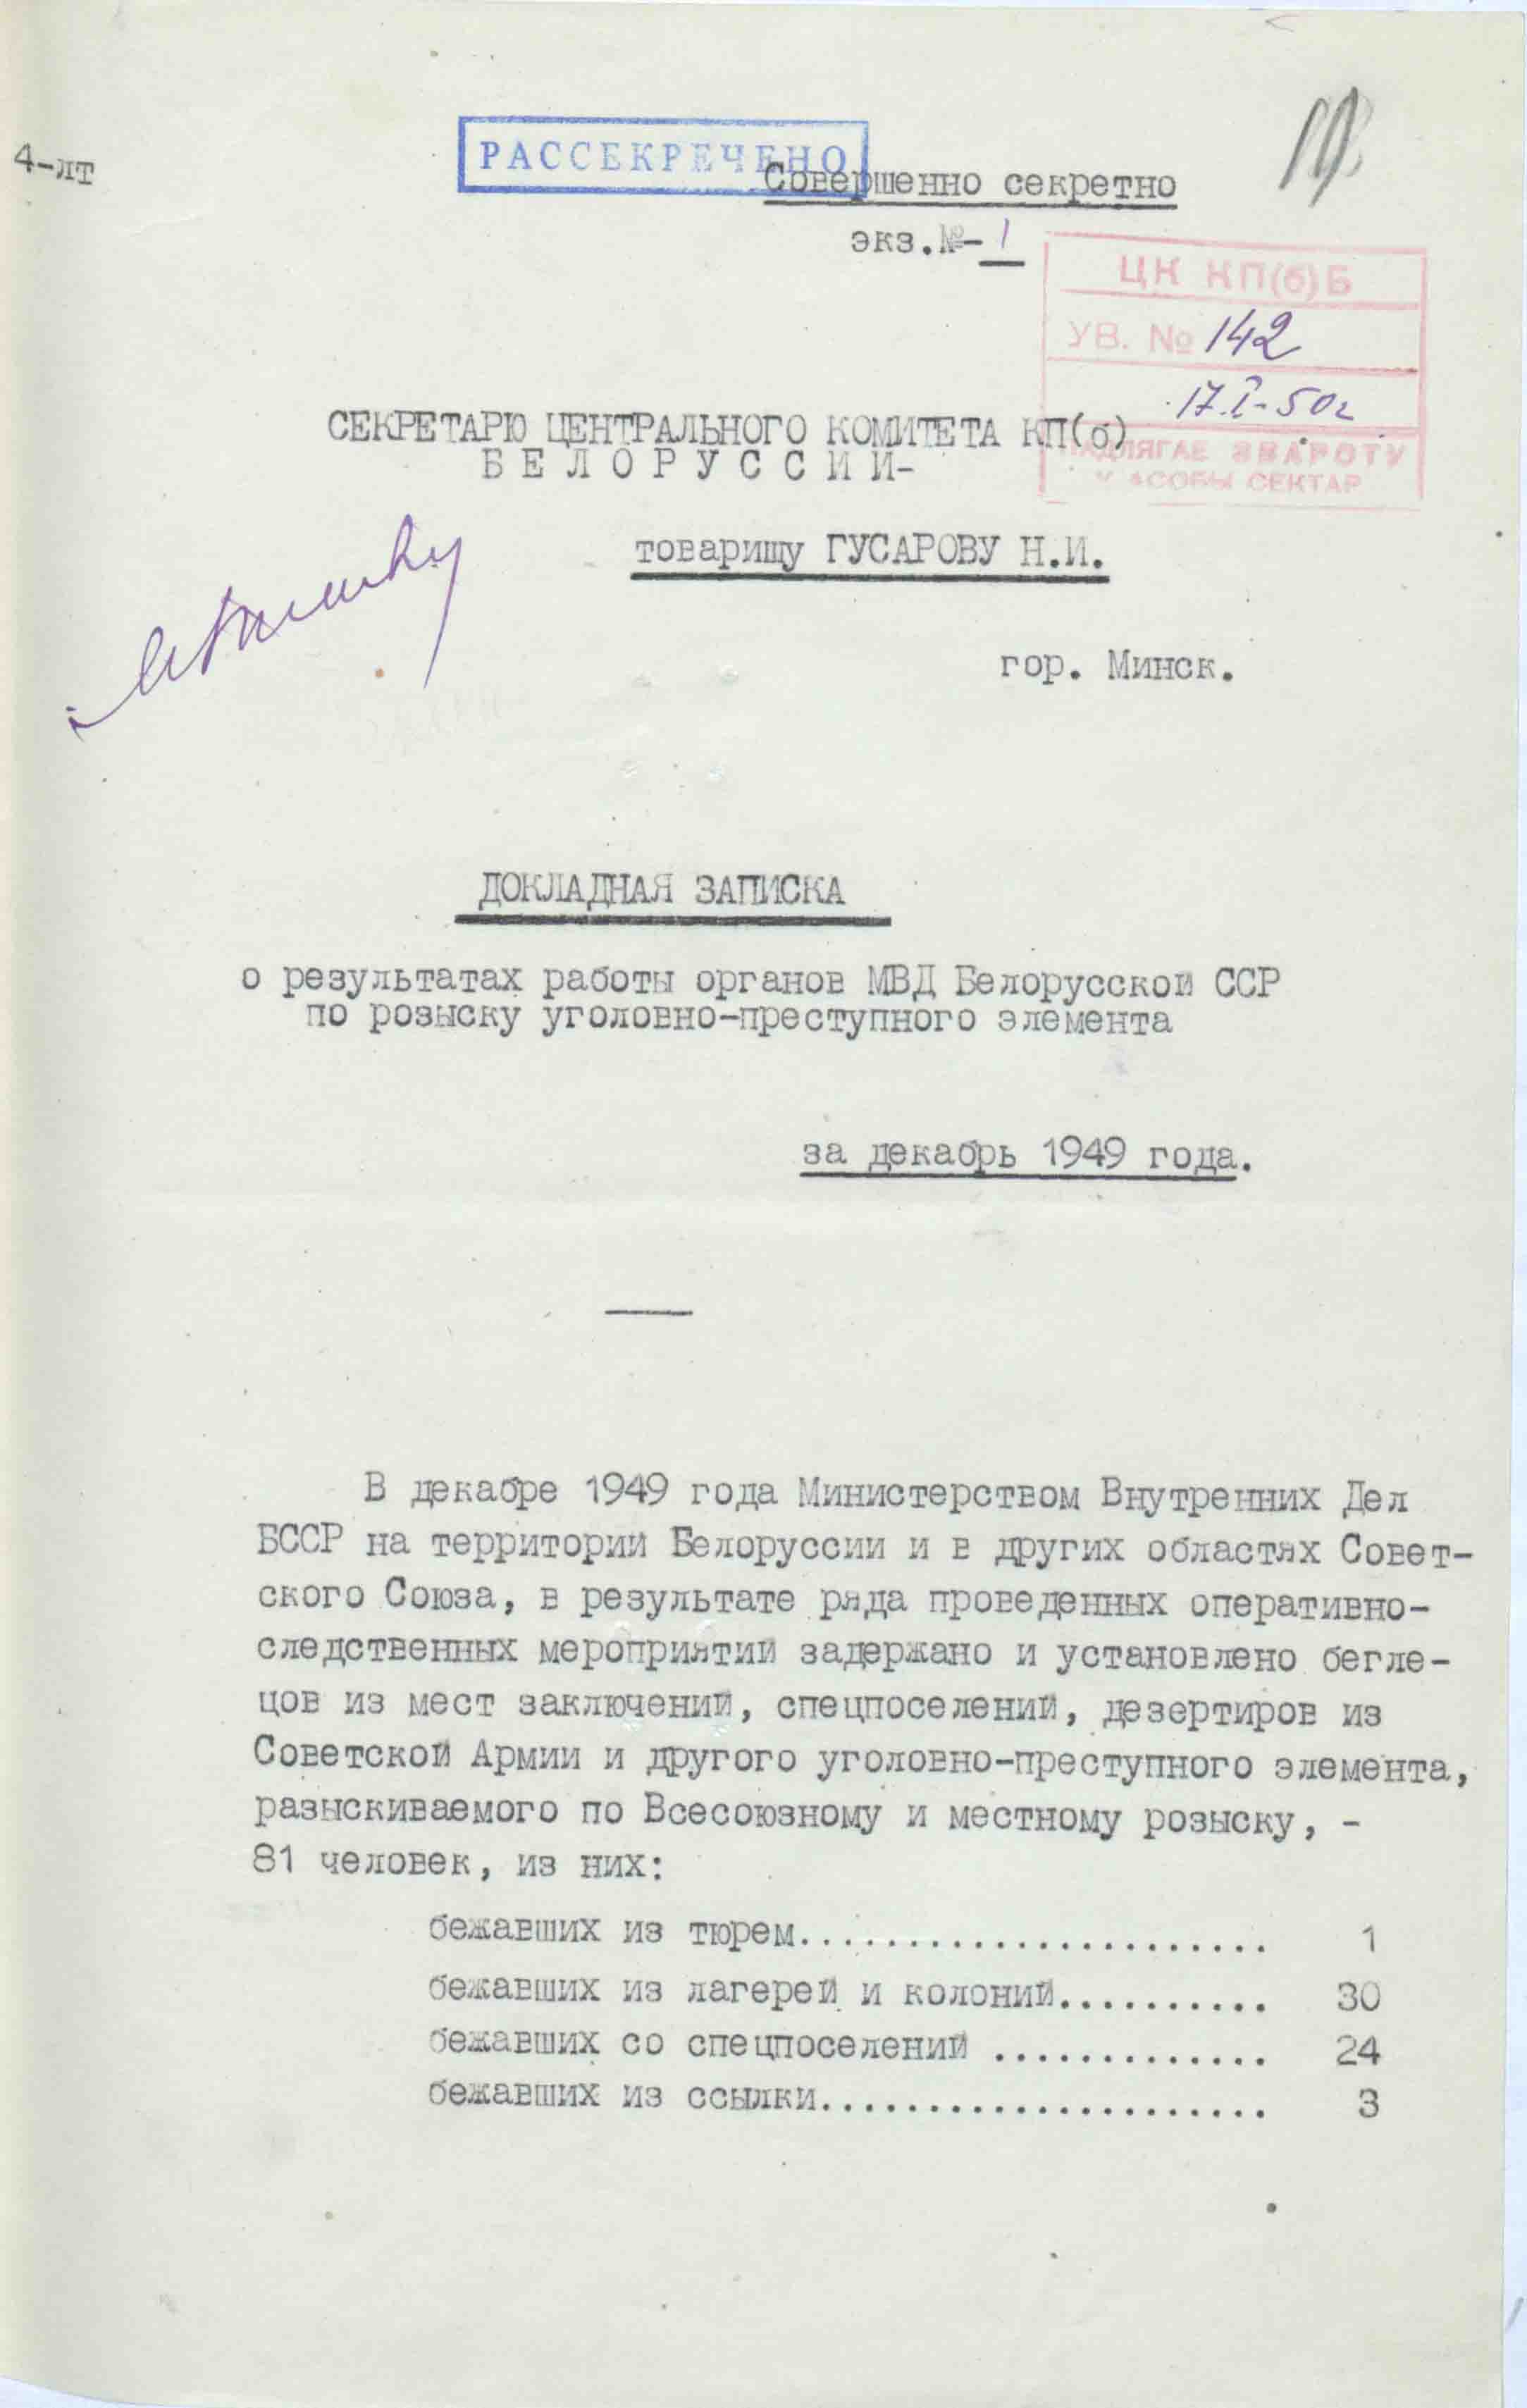 4-лт
РАССЕКРЕЧЕНО
Совершенно секретно
экз.№- 1
ЦК КП(б)Б
УВ. № 142
17.I-50г
ПАДЛЯГАЕ ЗВАРОТУ
У АСОБЫ СЕКТАР
СЕКРЕТАРЮ ЦЕНТРАЛЬНОГО КОМИТЕТА КП(б)
БЕЛОРУССИИ-
товарищу ГУСАРОВУ Н.И.
гор. Минск.
ДОКЛАДНАЯ ЗАПИСКА
о результатах работы органов МВД Белорусской ССР
по розыску уголовно-преступного элемента
за декабрь 1949 года.
В декабре 1949 года Министерством Внутренних Дел
БССР на территории Белоруссии и в других областях Совет-
ского Союза, в результате ряда проведенных оперативно-
следственных мероприятий задержано и установлено бегле-
цов из мест заключений, спецпоселений, дезертиров из
Советской Армии и другого уголовно-преступного элемента,
разыскиваемого по Всесоюзному и местному розыску, -
81 человек, из них:
бежавших из тюрем...................... 1
бежавших из лагерей и колоний.......... 30
бежавших со спецпоселений ............. 24
бежавших из ссылки..................... 3